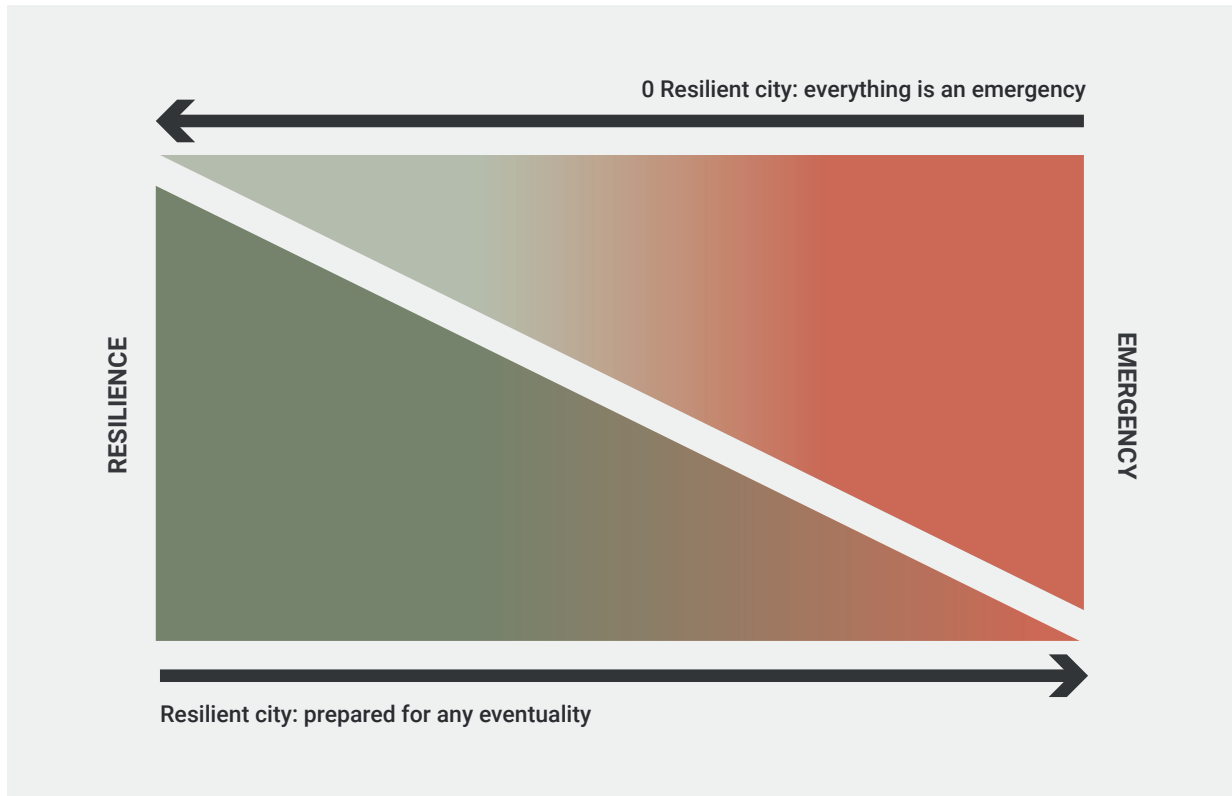 0 Resilient city: everything is an emergency
RESILIENCE
EMERGENCY
Resilient city: prepared for any eventuality